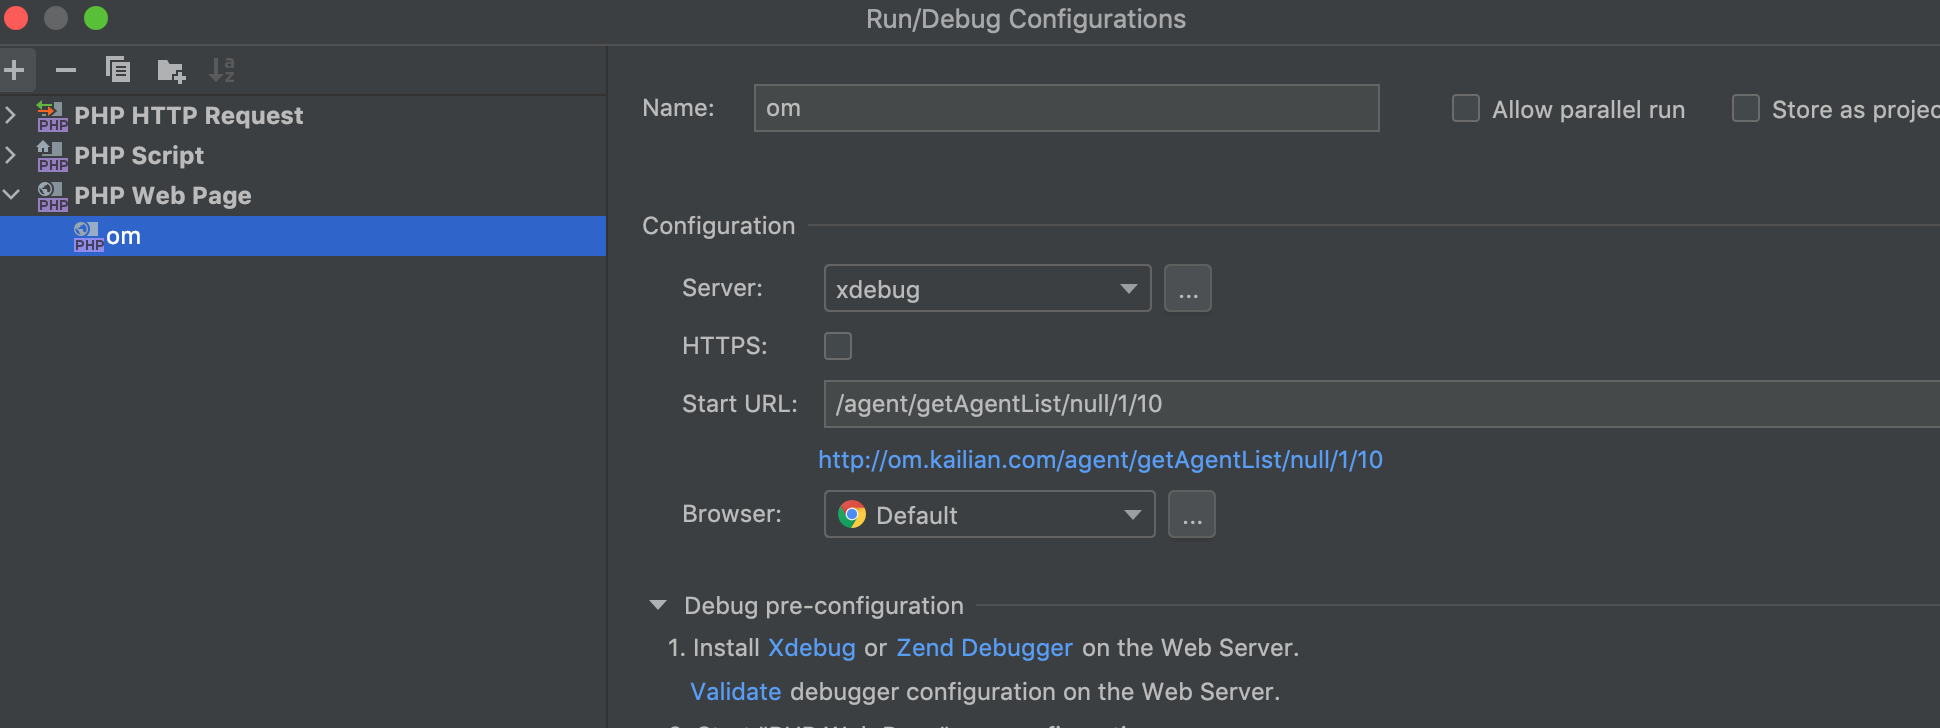 Run/Debug Configurations
PHP HTTP Request
PHP Script
PHP Web Page
om
Name: om
Allow parallel run
Store as projec
Configuration
Server: xdebug ...
HTTPS:
Start URL: /agent/getAgentList/null/1/10
http://om.kailian.com/agent/getAgentList/null/1/10
Browser: Default ...
Debug pre-configuration
1. Install Xdebug or Zend Debugger on the Web Server.
Validate debugger configuration on the Web Server.